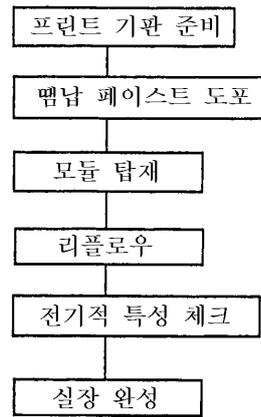 프린트 기판 준비
땜납 페이스트 도포
모듈 탑재
리플로우
전기적 특성 체크
실장 완성